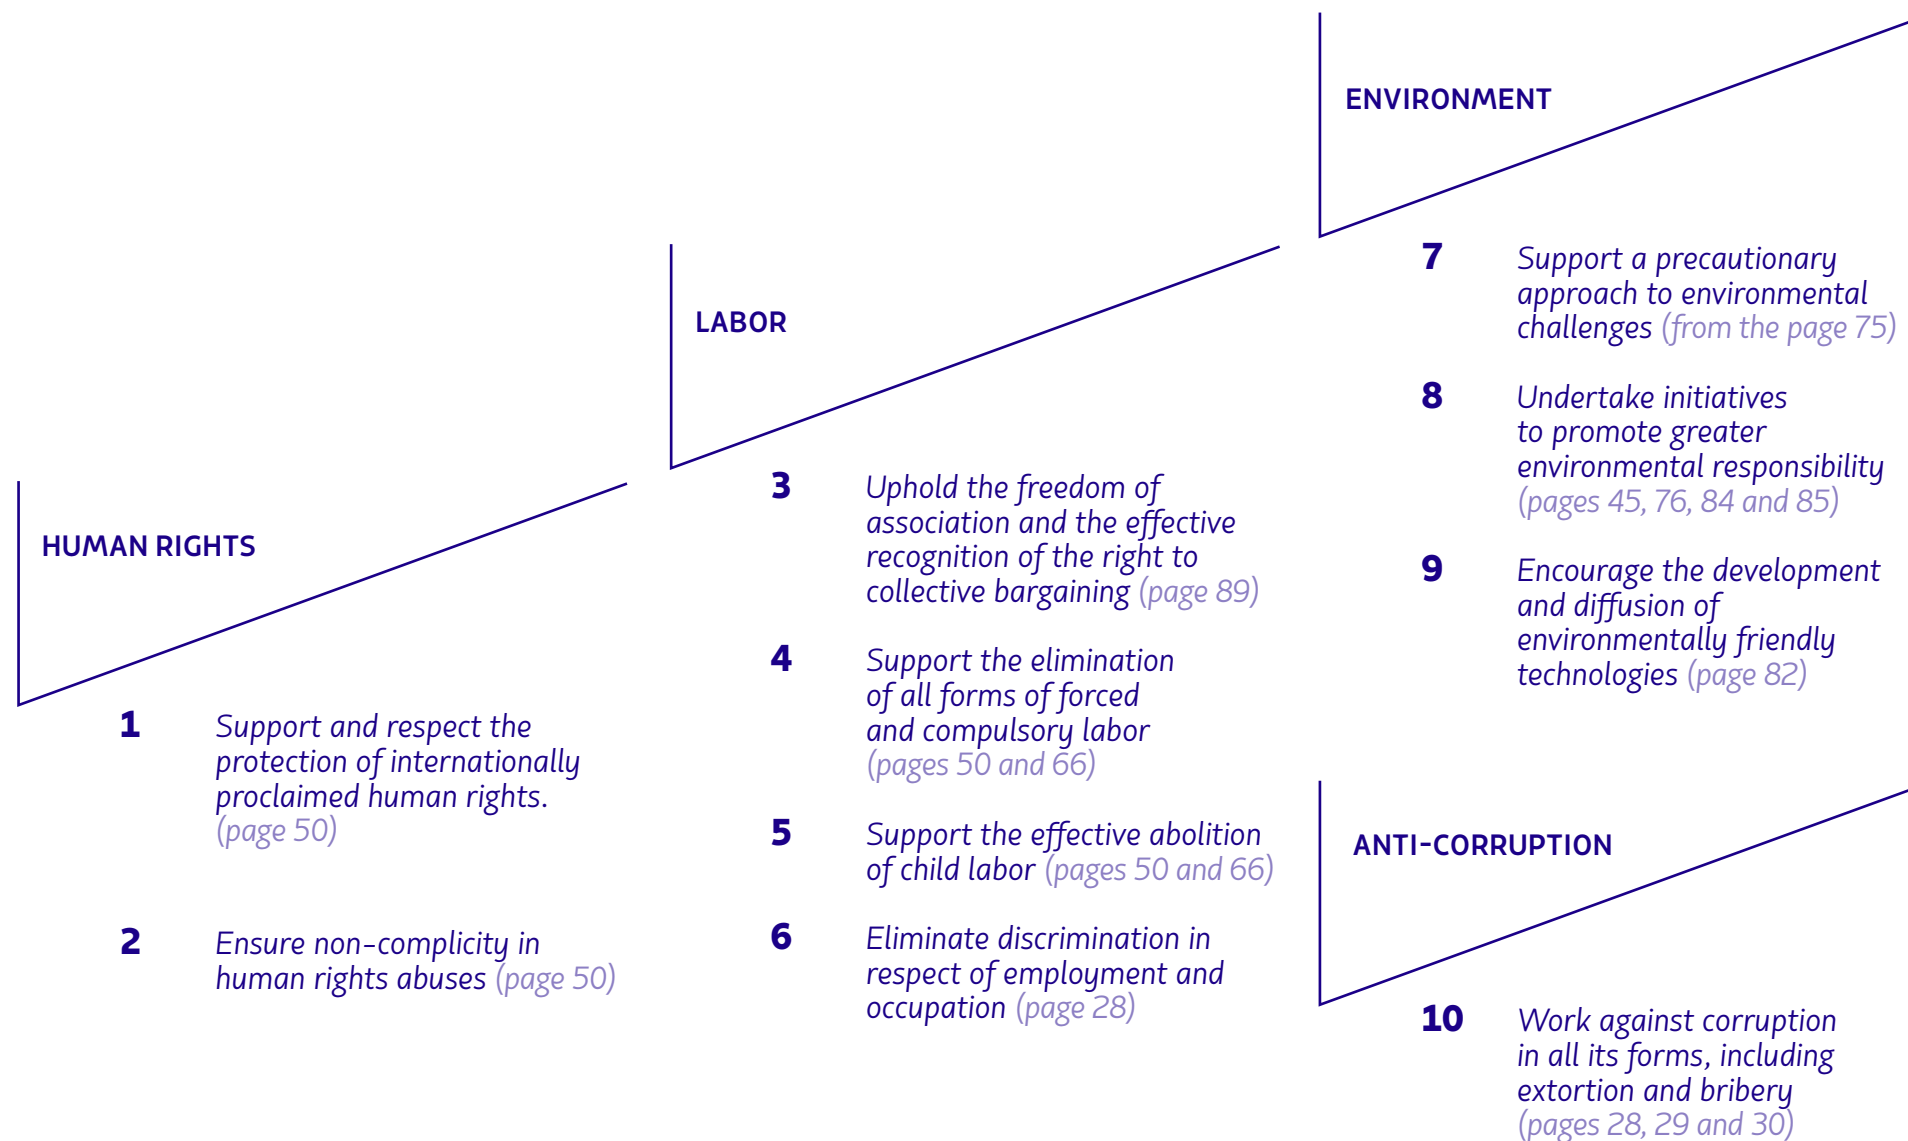 HUMAN RIGHTS
1
Support and respect the
protection of internationally
proclaimed human rights.
(page 50)
2
Ensure non-complicity in
human rights abuses (page 50)
LABOR
3
Uphold the freedom of
association and the effective
recognition of the right to
collective bargaining (page 89)
4
Support the elimination
of all forms of forced
and compulsory labor
(pages 50 and 66)
5
Support the effective abolition
of child labor (pages 50 and 66)
6
Eliminate discrimination in
respect of employment and
occupation (page 28)
ENVIRONMENT
7
Support a precautionary
approach to environmental
challenges (from the page 75)
8
Undertake initiatives
to promote greater
environmental responsibility
(pages 45, 76, 84 and 85)
9
Encourage the development
and diffusion of
environmentally friendly
technologies (page 82)
ANTI-CORRUPTION
10
Work against corruption
in all its forms, including
extortion and bribery
(pages 28, 29 and 30)